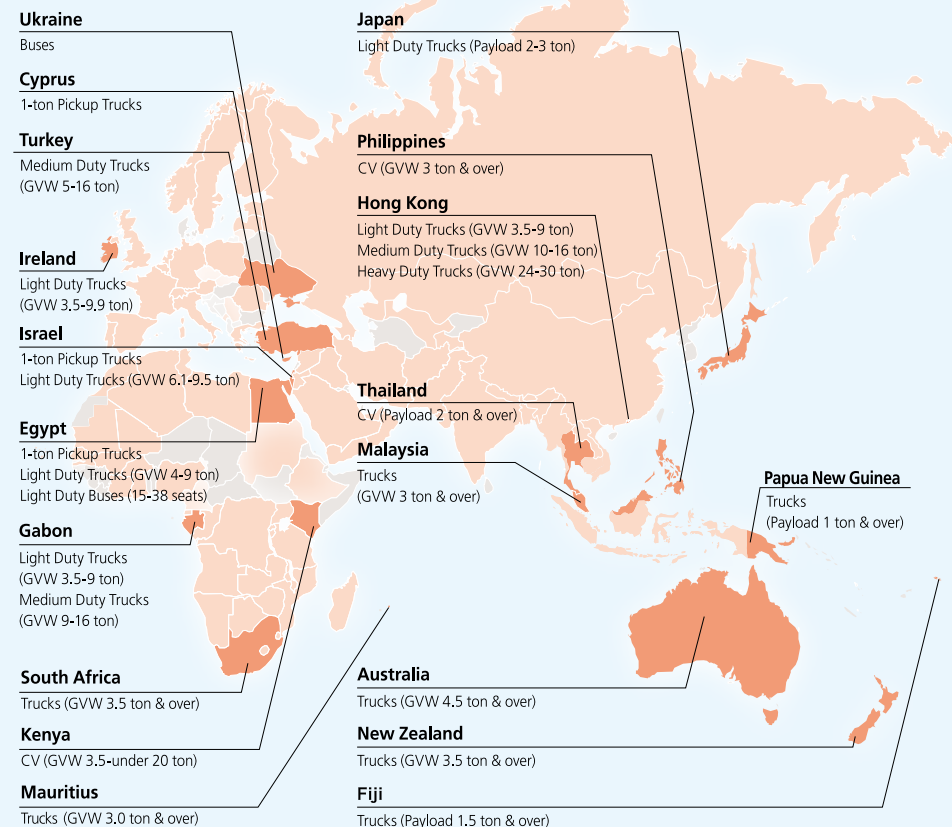 Ukraine
Buses
Cyprus
1-ton Pickup Trucks
Turkey
Medium Duty Trucks
(GVW 5-16 ton)
Ireland
Light Duty Trucks
(GVW 3.5-9.9 ton)
Israel
1-ton Pickup Trucks
Light Duty Trucks (GVW 6.1-9.5 ton)
Egypt
1-ton Pickup Trucks
Light Duty Trucks (GVW 4-9 ton)
Light Duty Buses (15-38 seats)
Gabon
Light Duty Trucks
(GVW 3.5-9 ton)
Medium Duty Trucks
(GVW 9-16 ton)
South Africa
Trucks (GVW 3.5 ton & over)
Kenya
CV (GVW 3.5-under 20 ton)
Mauritius
Trucks (GVW 3.0 ton & over)
Japan
Light Duty Trucks (Payload 2-3 ton)
Philippines
CV (GVW 3 ton & over)
Hong Kong
Light Duty Trucks (GVW 3.5-9 ton)
Medium Duty Trucks (GVW 10-16 ton)
Heavy Duty Trucks (GVW 24-30 ton)
Thailand
CV (Payload 2 ton & over)
Malaysia
Trucks
(GVW 3 ton & over)
Papua New Guinea
Trucks
(Payload 1 ton & over)
Australia
Trucks (GVW 4.5 ton & over)
New Zealand
Trucks (GVW 3.5 ton & over)
Fiji
Trucks (Payload 1.5 ton & over)